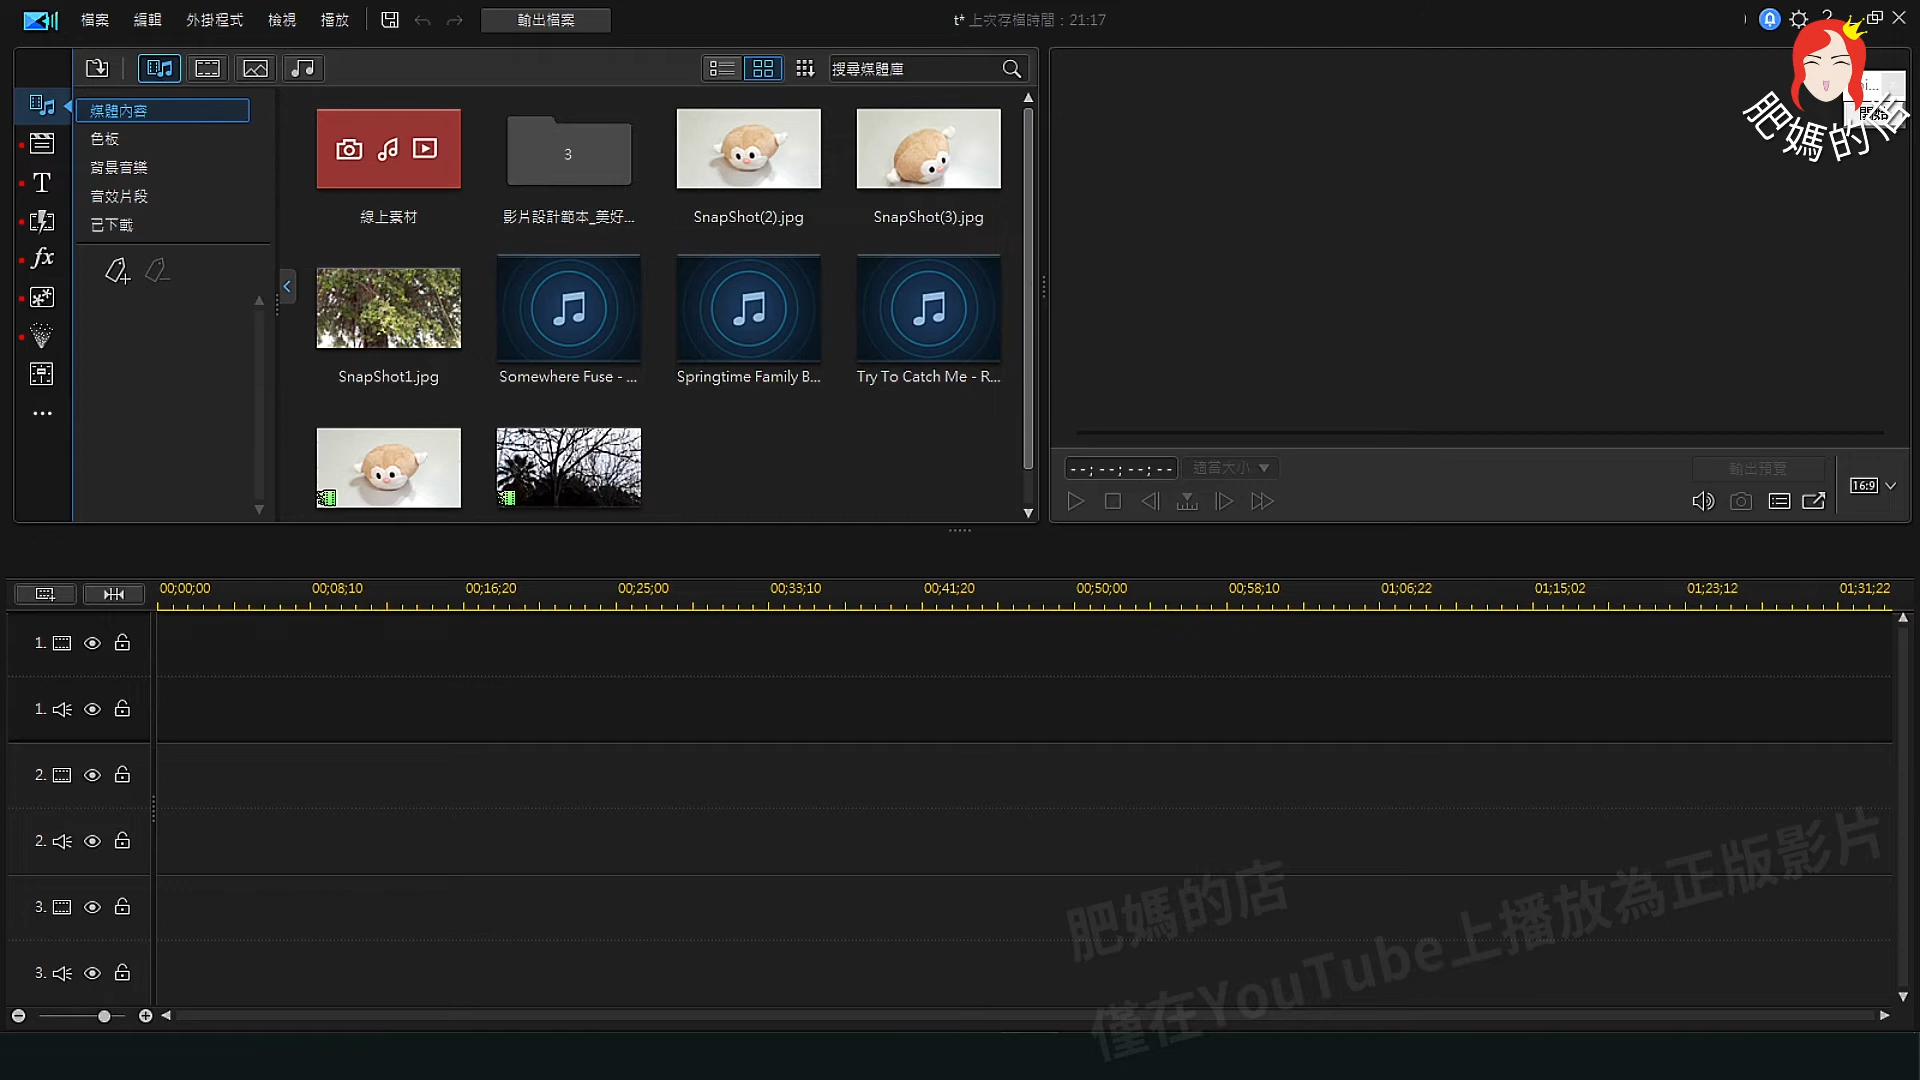 檔案 編輯 外掛程式 檢視 播放 輸出檔案 t* 上次存檔時間：21:17
搜尋媒體庫
媒體內容
色板
背景音樂
音效片段
已下載
T
fx
3
線上素材 影片設計範本_美好... SnapShot(2).jpg SnapShot(3).jpg
SnapShot1.jpg Somewhere Fuse - ... Springtime Family B... Try To Catch Me - R...
肥媽的店
--;--;--;-- 適當大小 輸出預覽
16:9
00;00;00 00;08;10 00;16;20 00;25;00 00;33;10 00;41;20 00;50;00 00;58;10 01;06;22 01;15;02 01;23;12 01;31;22
1.
1.
2.
2.
3.
3.
肥媽的店
僅在YouTube上播放為正版影片